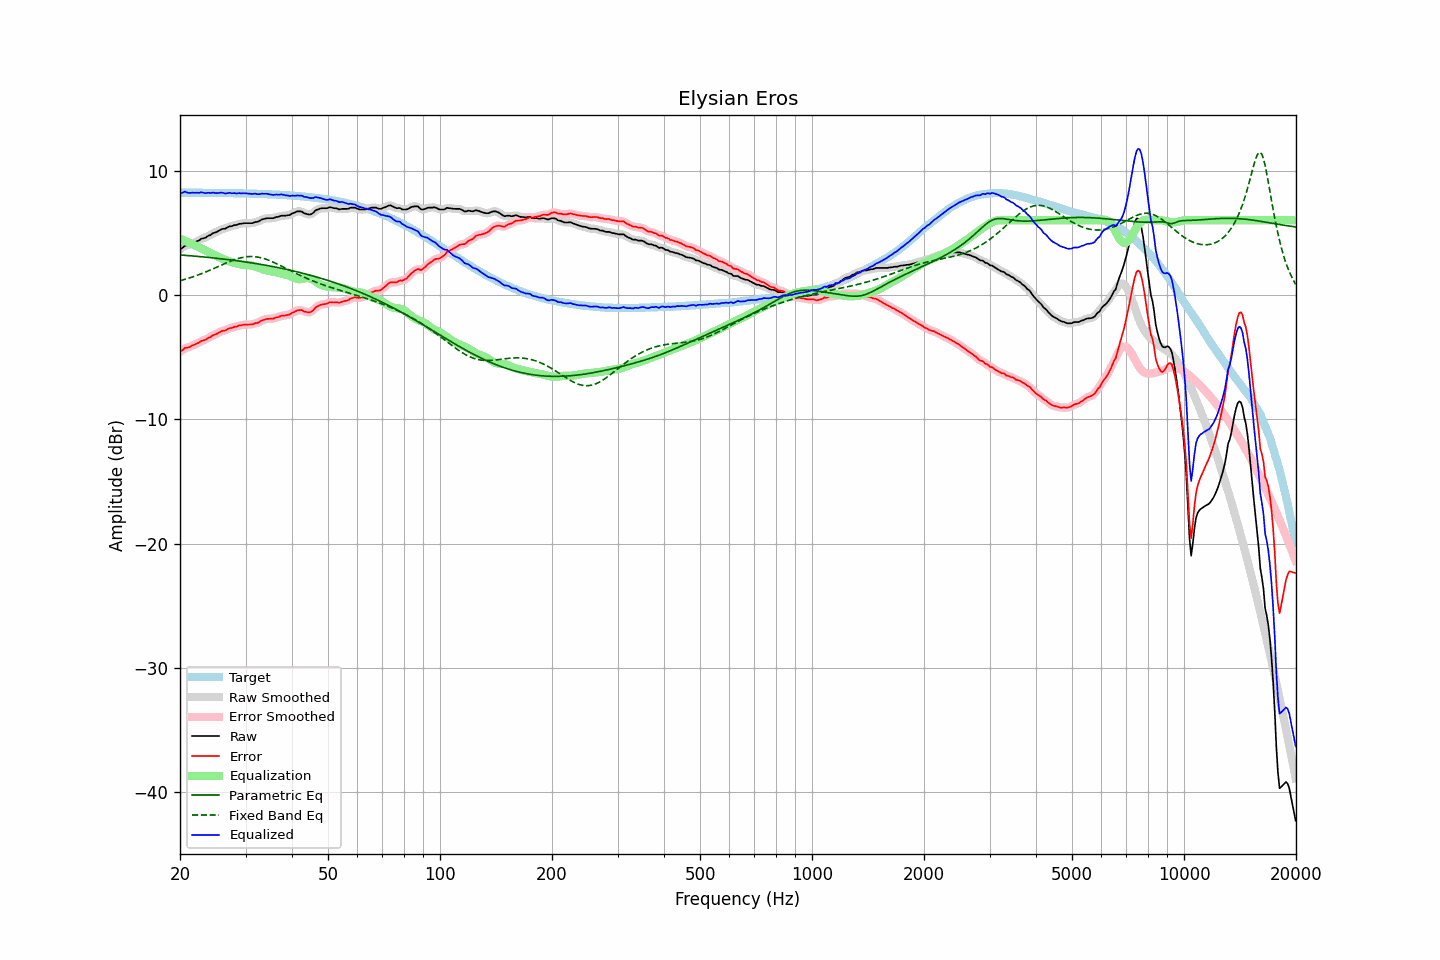 Elysian Eros
Amplitude (dBr)
10
0
−10
−20
−30
−40
Target
Raw Smoothed
Error Smoothed
Raw
Error
Equalization
Parametric Eq
Fixed Band Eq
Equalized
20 50 100 200 500 1000 2000 5000 10000 20000
Frequency (Hz)